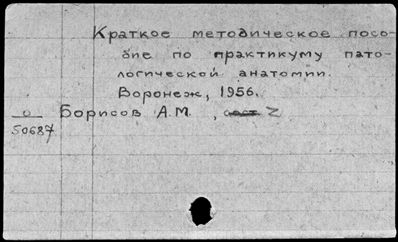 Краткое методическое посо-
бие по практикуму пато-
логической анатомии.
Воронеж, 1956.
о Борисов А.М.,
50687